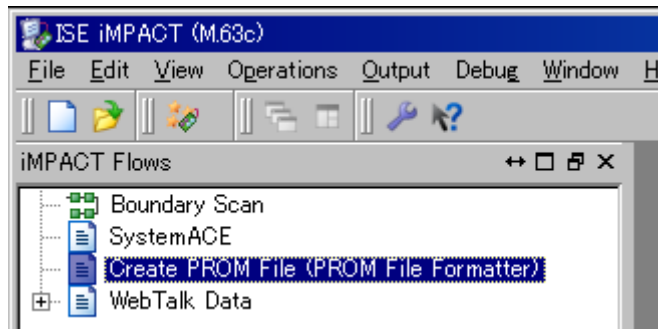 ISE iMPACT (M.63c)
File Edit View Operations Output Debug Window H
iMPACT Flows
Boundary Scan
SystemACE
Create PROM File (PROM File Formatter)
WebTalk Data